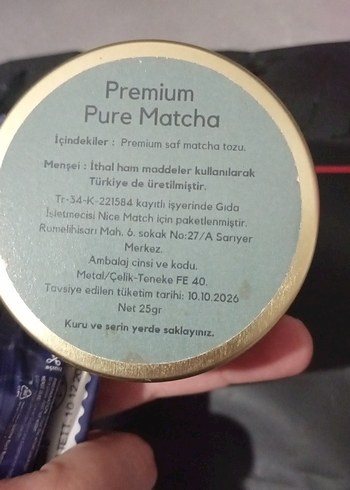 Premium
Pure Matcha
İçindekiler : Premium saf matcha tozu.
Menşei : İthal ham maddeler kullanılarak
Türkiye de üretilmiştir.
Tr-34-K-221584 kayıtlı işyerinde Gıda
İsletmecisi Nice Match için paketlenmiştir.
Rumelihisarı Mah. 6. sakak No:27/A Sarıyer
Merkez.
Ambalaj cinsi ve kodu.
Metal/Çelik-Teneke FE 40.
Tavsiye edilen tüketim tarihi: 10.10.2026
Net 25gr
Kuru ve serin yerde saklayınız.